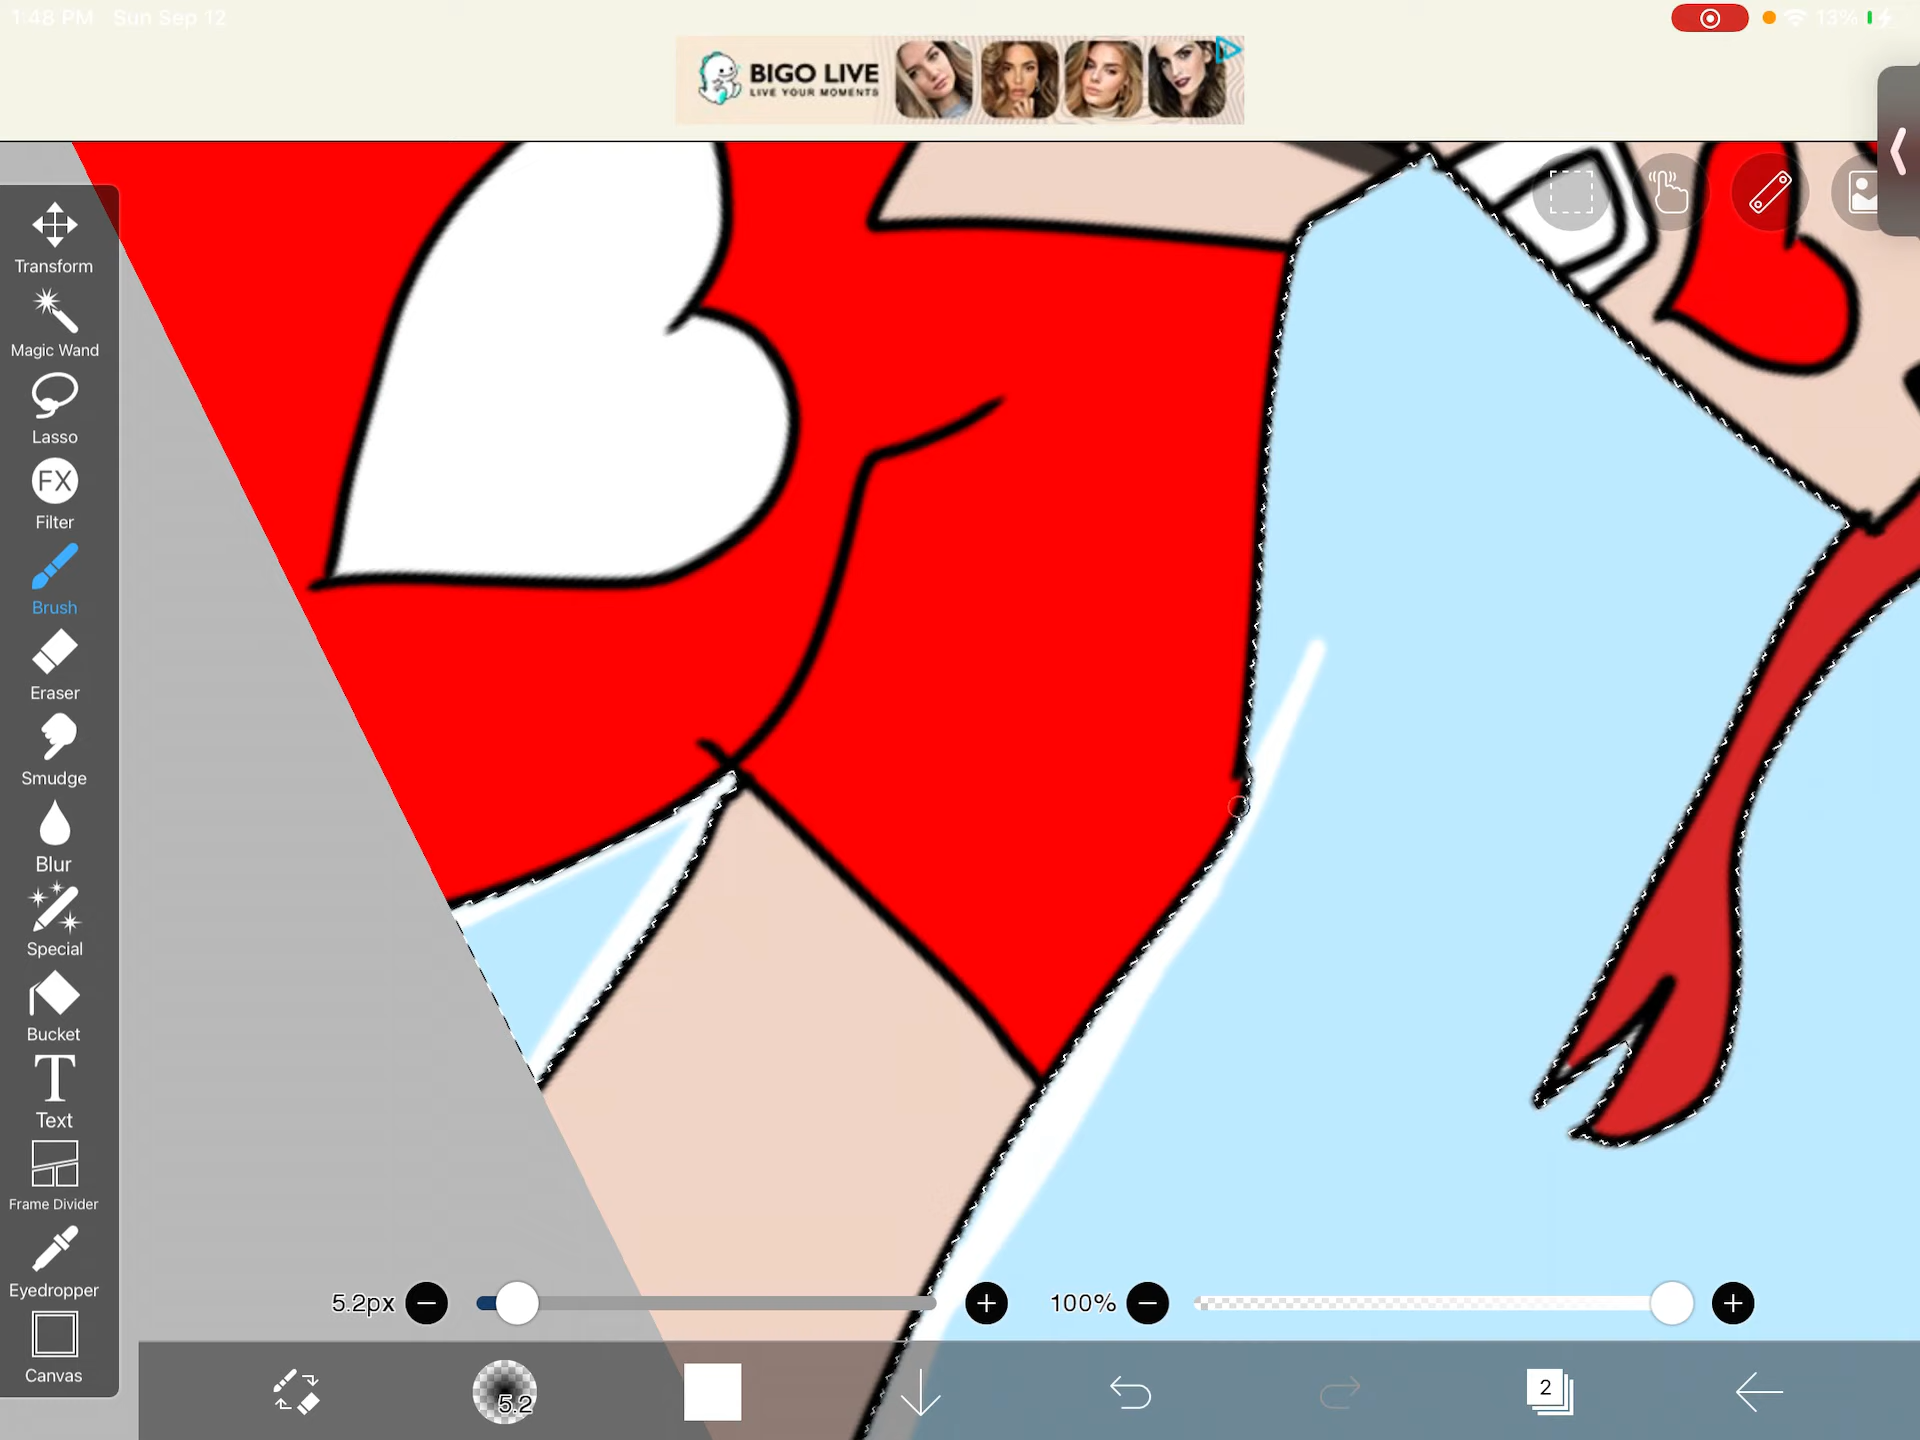 1:48 PM Sun Sep 12
13%
BIGO LIVE
LIVE YOUR MOMENTS
Transform
Magic Wand
Lasso
FX
Filter
Brush
Eraser
Smudge
Blur
Special
Bucket
T
Text
Frame Divider
Eyedropper
Canvas
5.2px
100%
5.2
2